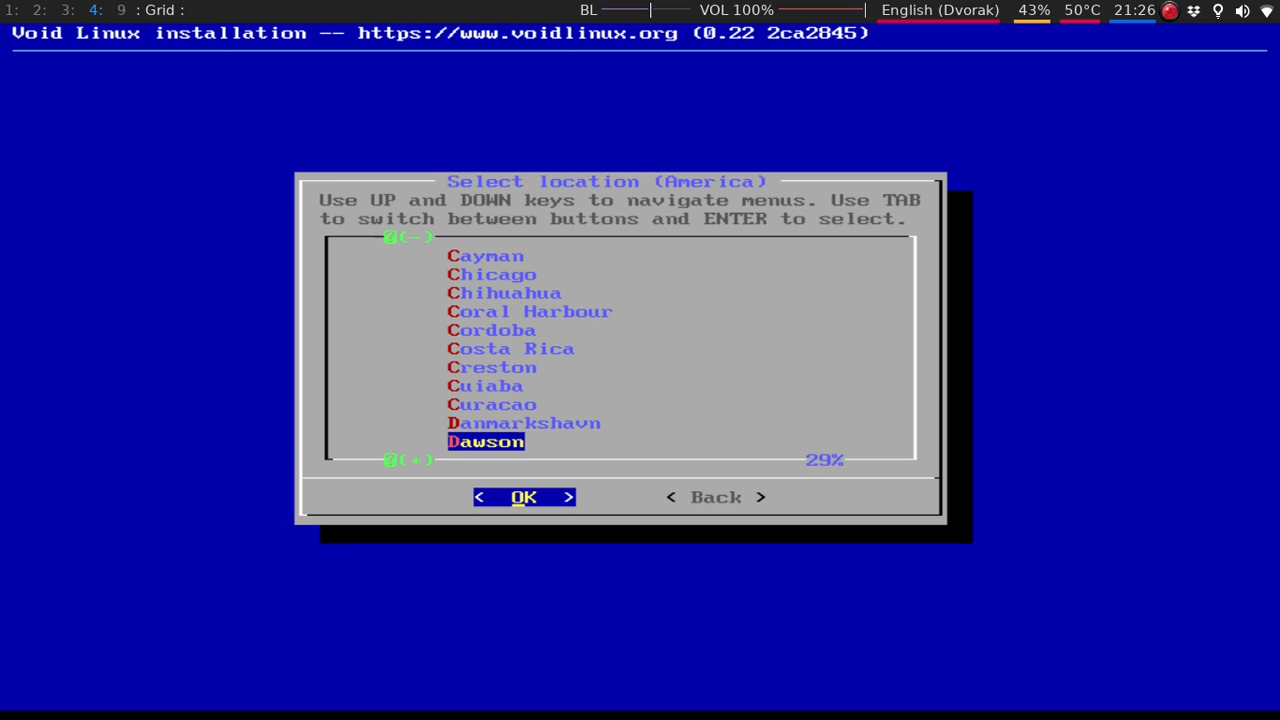 1: 2: 3: 4: 9 : Grid : BL VOL 100% English (Dvorak) 43% 50°C 21:26
Void Linux installation -- https://www.voidlinux.org (0.22 2ca2845)
Select location (America)
Use UP and DOWN keys to navigate menus. Use TAB
to switch between buttons and ENTER to select.
(-)
Cayman
Chicago
Chihuahua
Coral Harbour
Cordoba
Costa Rica
Creston
Cuiaba
Curacao
Danmarkshavn
Dawson
(+) 29%
< OK > < Back >